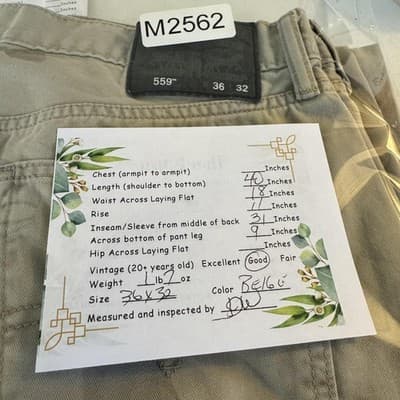 Inches
M2562
559™ 36 32
Chest (armpit to armpit) Inches
Length (shoulder to bottom) 40 Inches
Waist Across Laying Flat 18 Inches
Rise 11 Inches
Inseam/Sleeve from middle of back 31 Inches
Across bottom of pant leg 9 Inches
Hip Across Laying Flat Inches
Vintage (20+ years old) Excellent Good Fair
Weight 1 lb 7 oz
Size 36x32 Color BEIGE
Measured and inspected by